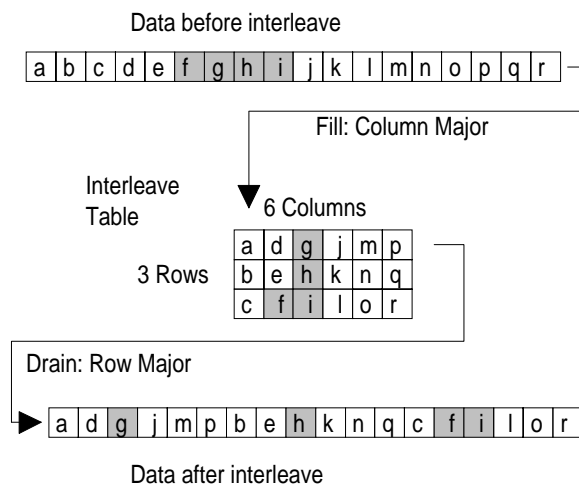 Data before interleave
a b c d e f g h i j k l m n o p q r
Fill: Column Major
Interleave
Table
6 Columns
a d g j m p
3 Rows
b e h k n q
c f i l o r
Drain: Row Major
a d g j m p b e h k n q c f i l o r
Data after interleave